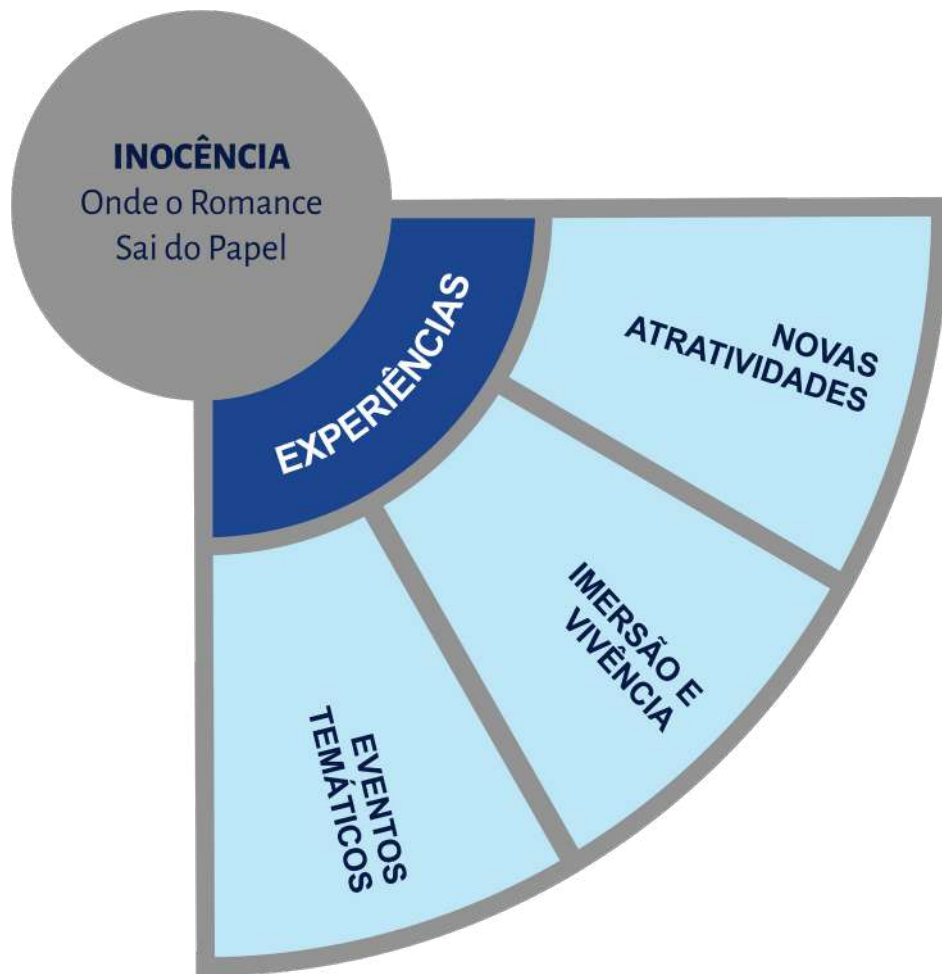 INOCÊNCIA
Onde o Romance
Sai do Papel
EXPERIÊNCIAS
NOVAS
ATRATIVIDADES
IMERSÃO E
VIVÊNCIA
EVENTOS
TEMÁTICOS